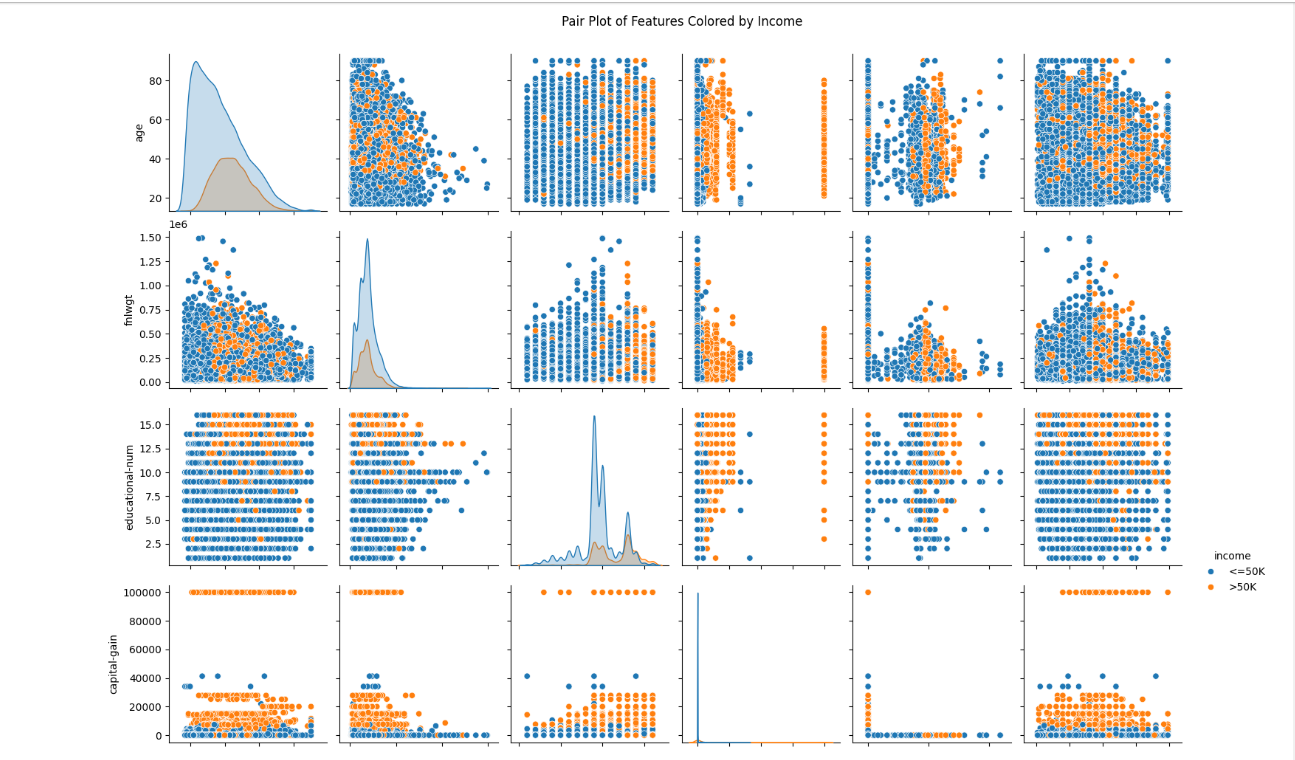 Pair Plot of Features Colored by Income
80
60
40
20
age
1e6
1.50
1.25
1.00
0.75
0.50
0.25
0.00
fnlwgt
15.0
12.5
10.0
7.5
5.0
2.5
educational-num
100000
80000
60000
40000
20000
0
capital-gain
income
<=50K
>50K